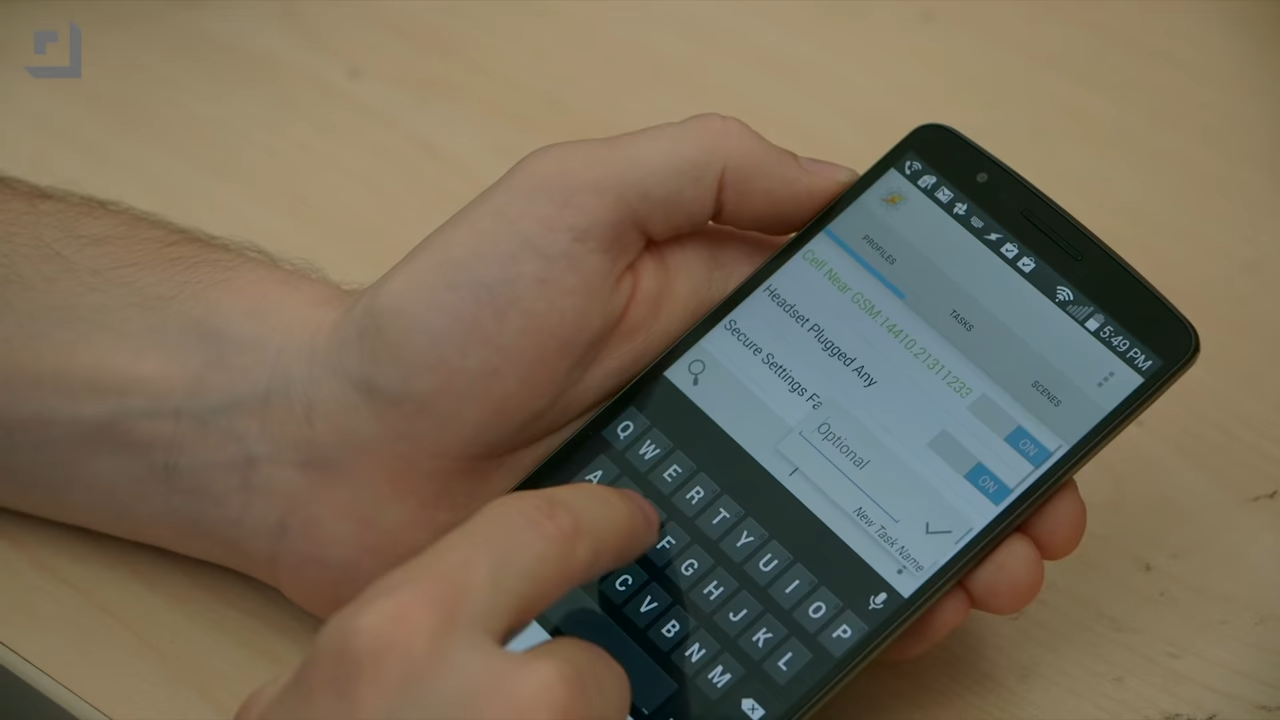 5:49 PM
PROFILES
TASKS
SCENES
Cell Near GSM:14410.21311233
Headset Plugged Any
ON
Secure Settings Fa
ON
Optional
New Task Name
Q W E R T Y U I O P
A F G H J K L
C V B N M